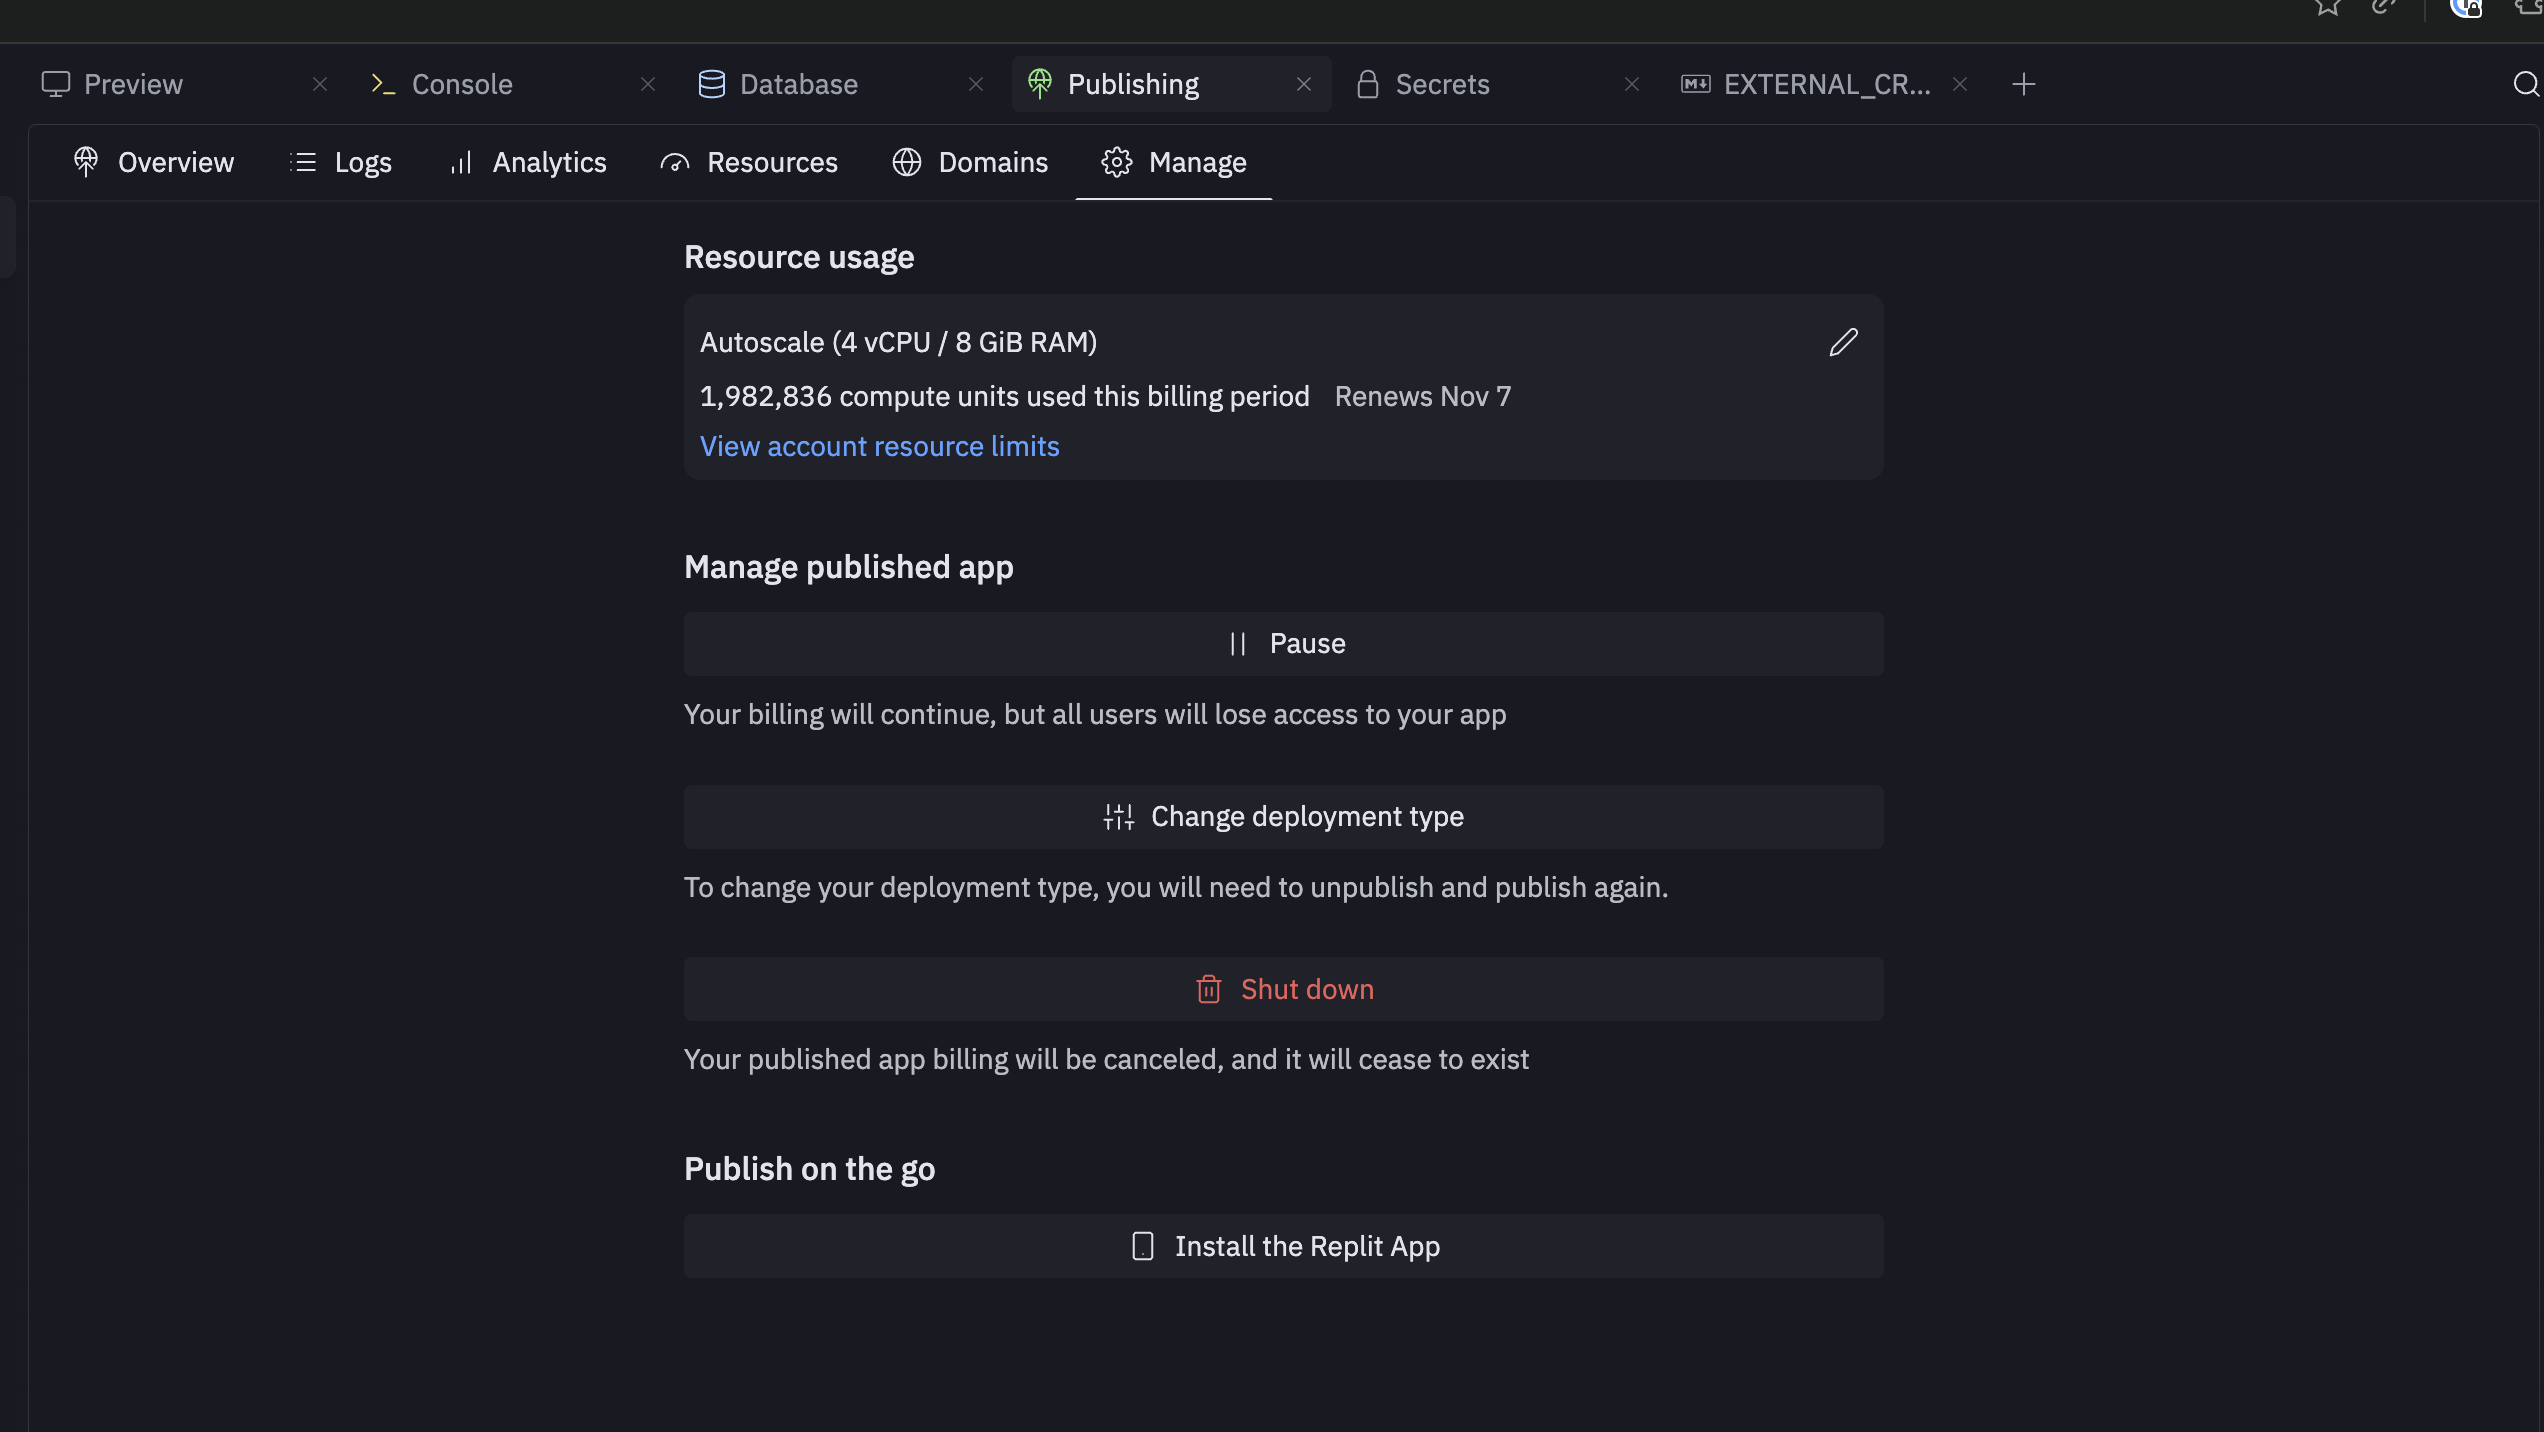 Preview
Console
Database
Publishing
Secrets
EXTERNAL_CR...
Overview
Logs
Analytics
Resources
Domains
Manage
Resource usage
Autoscale (4 vCPU / 8 GiB RAM)
1,982,836 compute units used this billing period Renews Nov 7
View account resource limits
Manage published app
Pause
Your billing will continue, but all users will lose access to your app
Change deployment type
To change your deployment type, you will need to unpublish and publish again.
Shut down
Your published app billing will be canceled, and it will cease to exist
Publish on the go
Install the Replit App